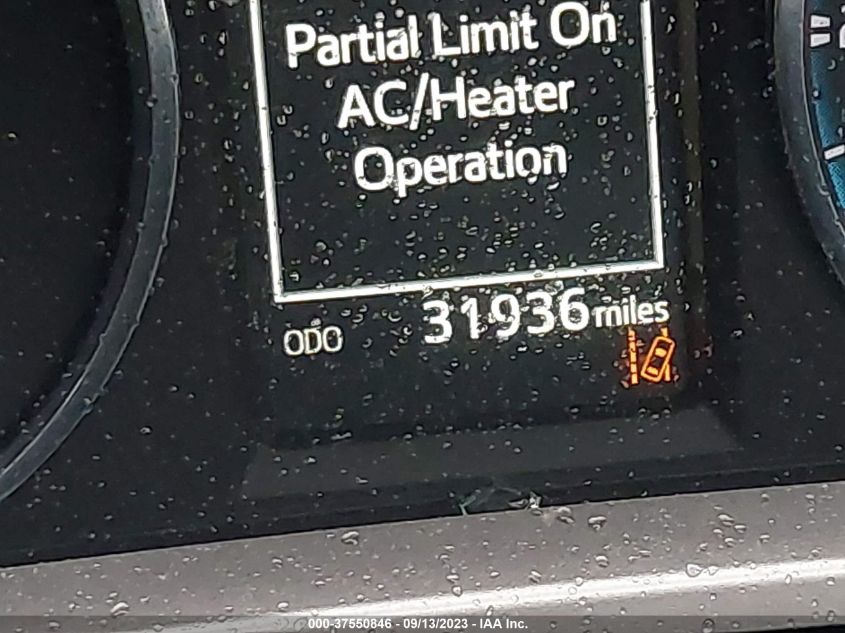 Partial Limit On
AC/Heater
Operation
ODO 31936 miles
000-37550846 - 09/13/2023 - IAA Inc.